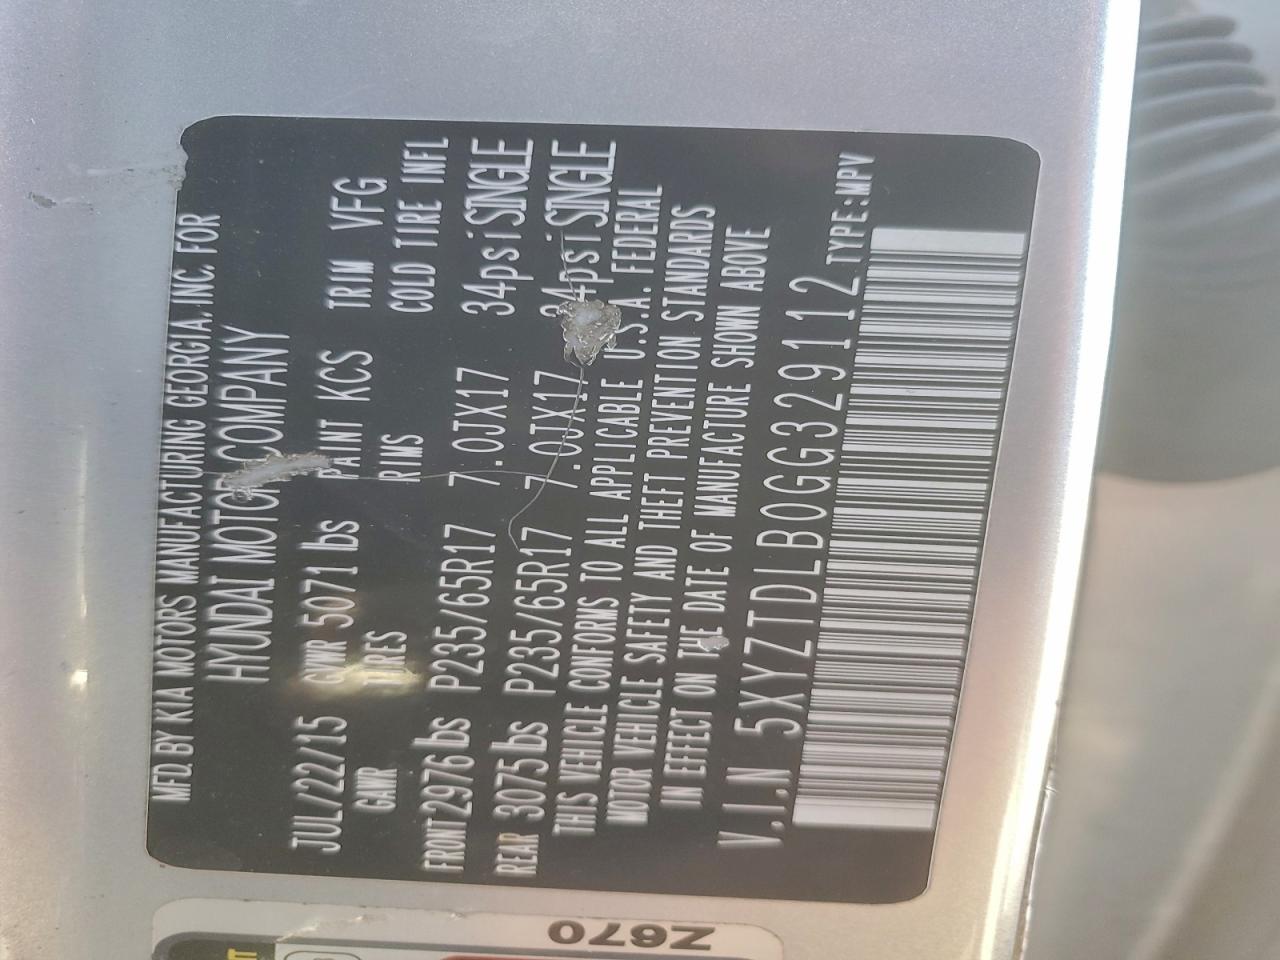 MFD. BY KIA MOTORS MANUFACTURING GEORGIA, INC. FOR
HYUNDAI MOTOR COMPANY
JUL/22/15 GVWR 5071 lbs PAINT KCS TRIM VFG
GAWR TIRES RIMS COLD TIRE INFL
FRONT 2976 lbs P235/65R17 7.0JX17 34psi SINGLE
REAR 3075 lbs P235/65R17 7.0JX17 34psi SINGLE
THIS VEHICLE CONFORMS TO ALL APPLICABLE U.S.A. FEDERAL
MOTOR VEHICLE SAFETY AND THEFT PREVENTION STANDARDS
IN EFFECT ON THE DATE OF MANUFACTURE SHOWN ABOVE
V.I.N 5XYZTDLB0GG329112 TYPE:MPV
Z670